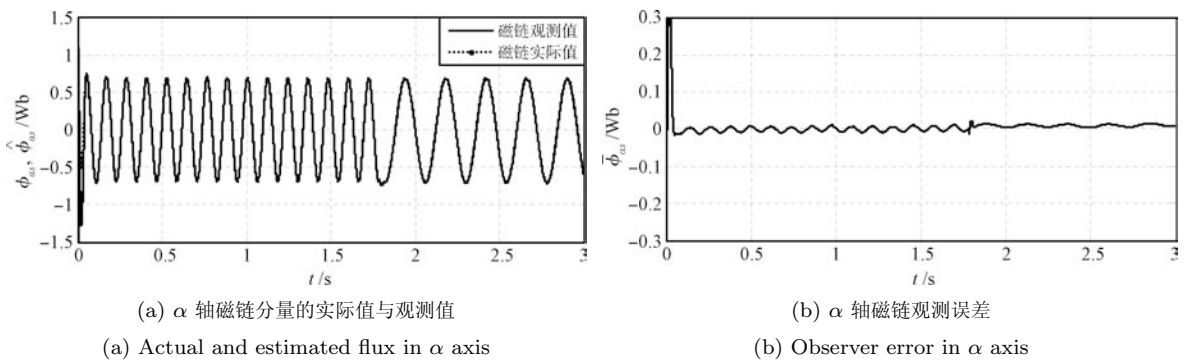 1.5
1
0.5
0
−0.5
−1
−1.5
ϕ_αs, ϕ̂_αs/Wb
磁链观测值
磁链实际值
0 0.5 1 1.5 2 2.5 3
t /s
(a) α 轴磁链分量的实际值与观测值
(a) Actual and estimated flux in α axis
0.3
0.2
0.1
0
−0.1
−0.2
−0.3
ϕ̄_αs/Wb
0 0.5 1 1.5 2 2.5 3
t /s
(b) α 轴磁链观测误差
(b) Observer error in α axis